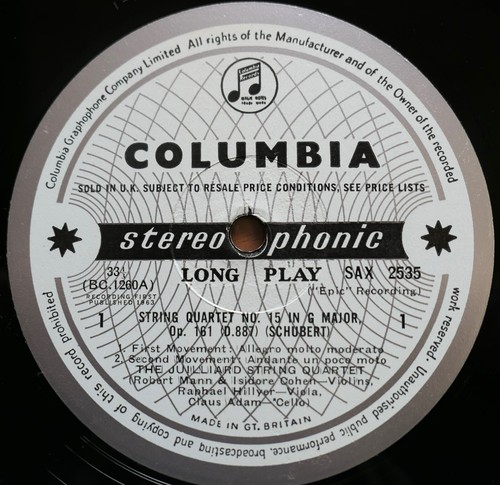 Columbia Graphophone Company Limited All rights of the Manufacturer and of the Owner of the recorded
work reserved. Unauthorised public performance, broadcasting and copying of this record prohibited
COLUMBIA
SOLD IN U.K. SUBJECT TO RESALE PRICE CONDITIONS, SEE PRICE LISTS
stereophonic
33⅓ LONG PLAY SAX 2535
(BC.1260A) ("Epic" Recording)
RECORDING FIRST
PUBLISHED 1963
1 STRING QUARTET NO. 15 IN G MAJOR, 1
Op. 161 (D.887) (SCHUBERT)
1. First Movement: Allegro molto moderato
2. Second Movement: Andante un poco moto
THE JUILLIARD STRING QUARTET
(Robert Mann & Isidore Cohen—Violins,
Raphael Hillyer—Viola,
Claus Adam—'Cello)
MADE IN GT. BRITAIN